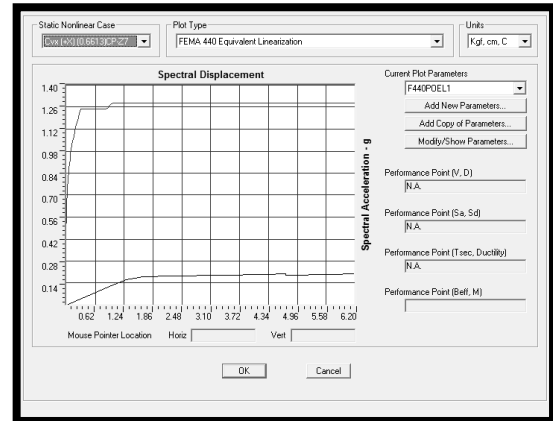 Static Nonlinear Case
Plot Type
Units
Cvx (+X) (0.6613)CP-Z7
FEMA 440 Equivalent Linearization
Kgf, cm, C
Spectral Displacement
Current Plot Parameters
F440POEL1
Add New Parameters...
Add Copy of Parameters...
Modify/Show Parameters...
1.40
1.26
1.12
0.98
0.84
0.70
0.56
0.42
0.28
0.14
Spectral Acceleration - g
Performance Point (V, D)
N.A.
Performance Point (Sa, Sd)
N.A.
Performance Point (Tsec, Ductility)
N.A.
Performance Point (Beff, M)
0.62 1.24 1.86 2.48 3.10 3.72 4.34 4.96 5.58 6.20
Mouse Pointer Location Horiz Vert
OK Cancel